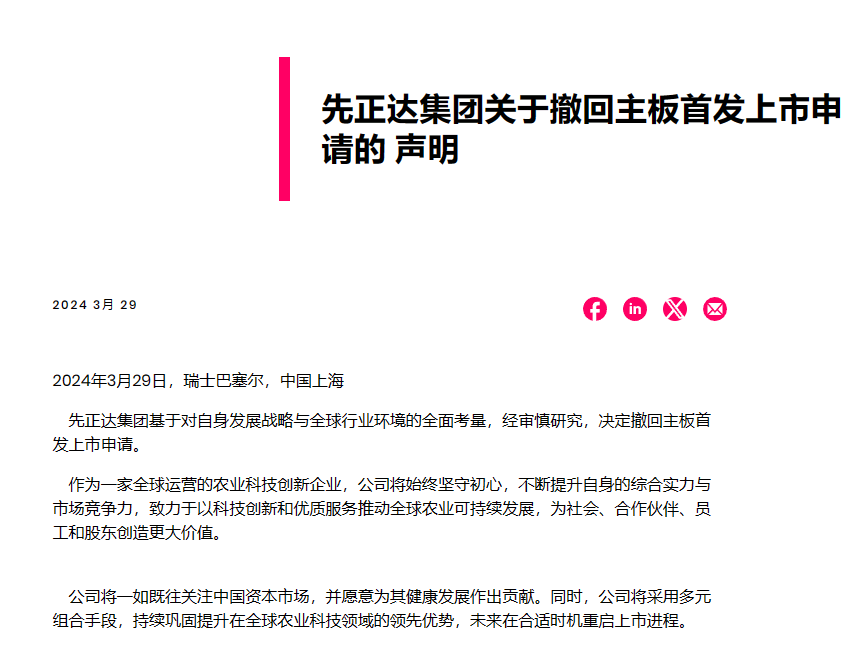 先正达集团关于撤回主板首发上市申
请的 声明
2024 3月 29
in
2024年3月29日，瑞士巴塞尔，中国上海
先正达集团基于对自身发展战略与全球行业环境的全面考量，经审慎研究，决定撤回主板首
发上市申请。
作为一家全球运营的农业科技创新企业，公司将始终坚守初心，不断提升自身的综合实力与
市场竞争力，致力于以科技创新和优质服务推动全球农业可持续发展，为社会、合作伙伴、员
工和股东创造更大价值。
公司将一如既往关注中国资本市场，并愿意为其健康发展作出贡献。同时，公司将采用多元
组合手段，持续巩固提升在全球农业科技领域的领先优势，未来在合适时机重启上市进程。